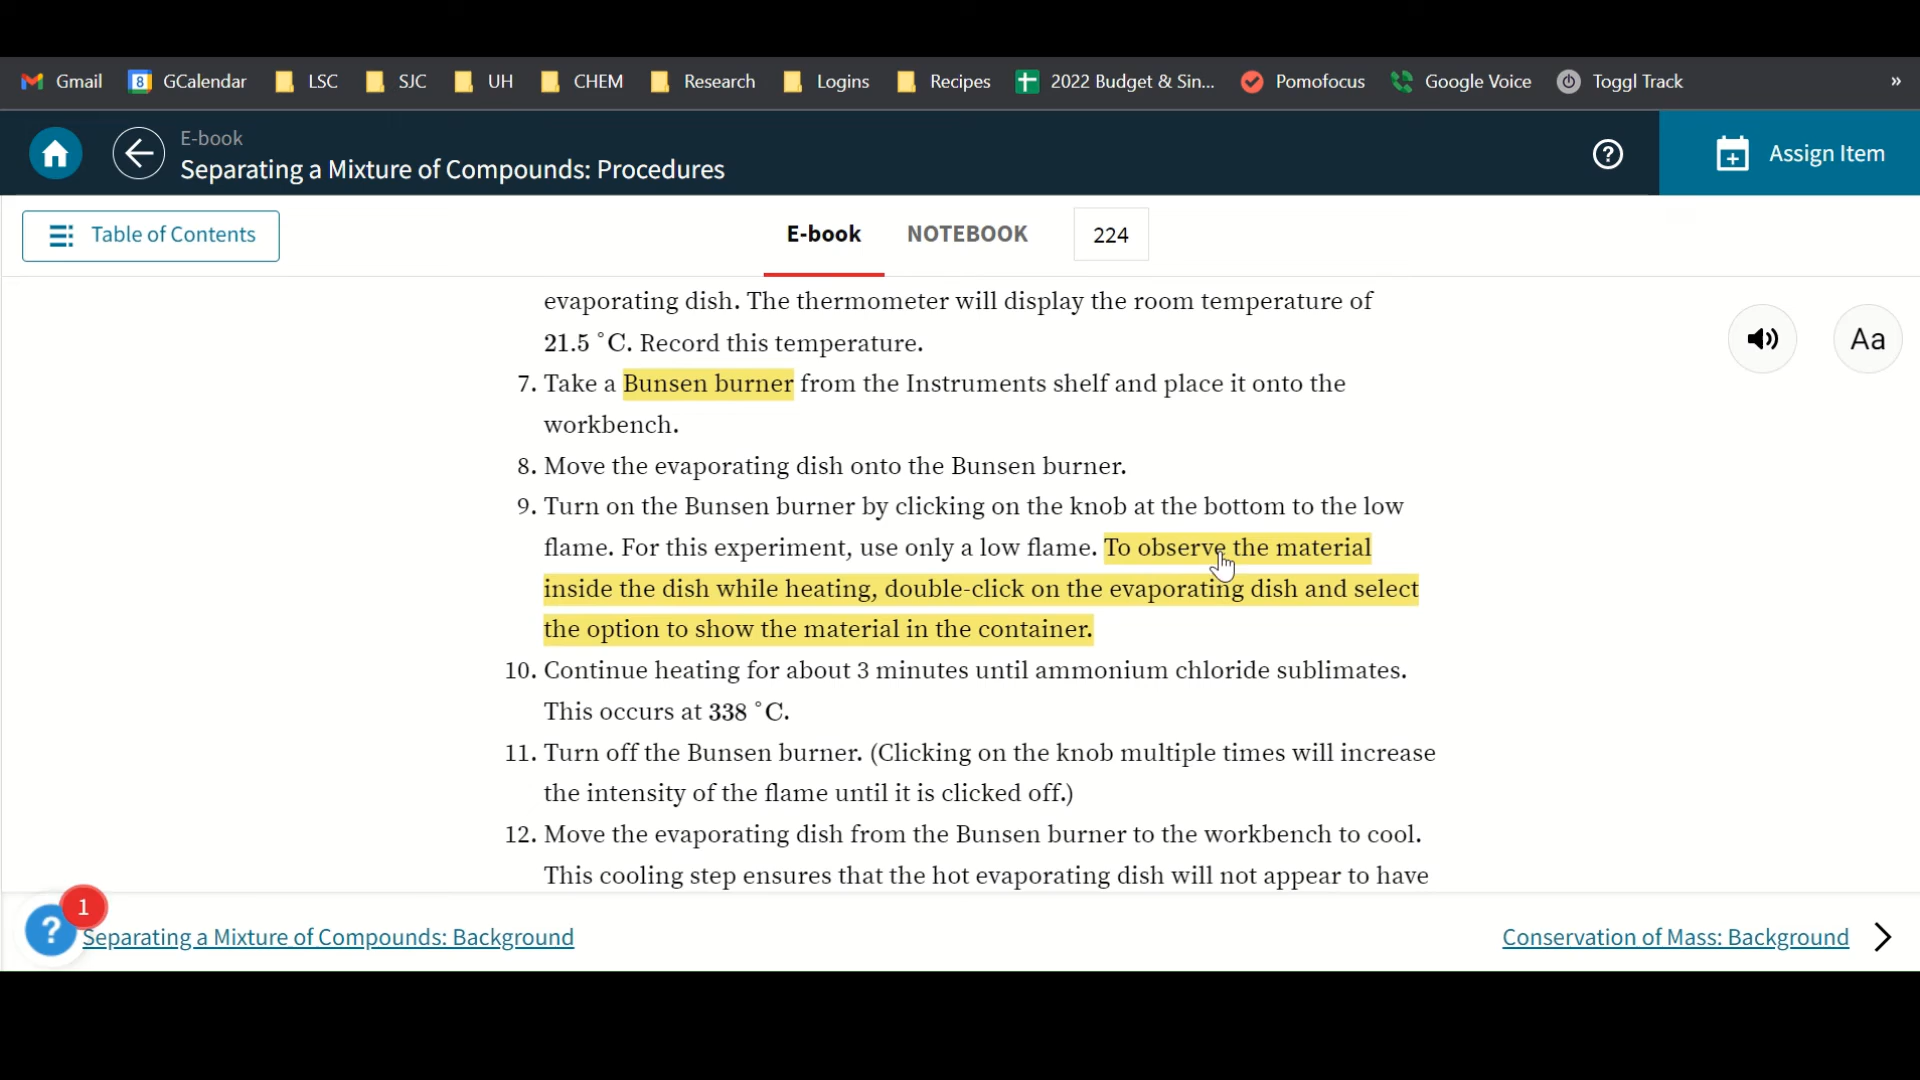 Gmail GCalendar LSC SJC UH CHEM Research Logins Recipes 2022 Budget & Sin... Pomofocus Google Voice Toggl Track »
E-book
Separating a Mixture of Compounds: Procedures
? Assign Item
Table of Contents E-book NOTEBOOK 224
evaporating dish. The thermometer will display the room temperature of
21.5 °C. Record this temperature.
Aa
7. Take a Bunsen burner from the Instruments shelf and place it onto the
workbench.
8. Move the evaporating dish onto the Bunsen burner.
9. Turn on the Bunsen burner by clicking on the knob at the bottom to the low
flame. For this experiment, use only a low flame. To observe the material
inside the dish while heating, double-click on the evaporating dish and select
the option to show the material in the container.
10. Continue heating for about 3 minutes until ammonium chloride sublimates.
This occurs at 338 °C.
11. Turn off the Bunsen burner. (Clicking on the knob multiple times will increase
the intensity of the flame until it is clicked off.)
12. Move the evaporating dish from the Bunsen burner to the workbench to cool.
This cooling step ensures that the hot evaporating dish will not appear to have
? 1
Separating a Mixture of Compounds: Background Conservation of Mass: Background